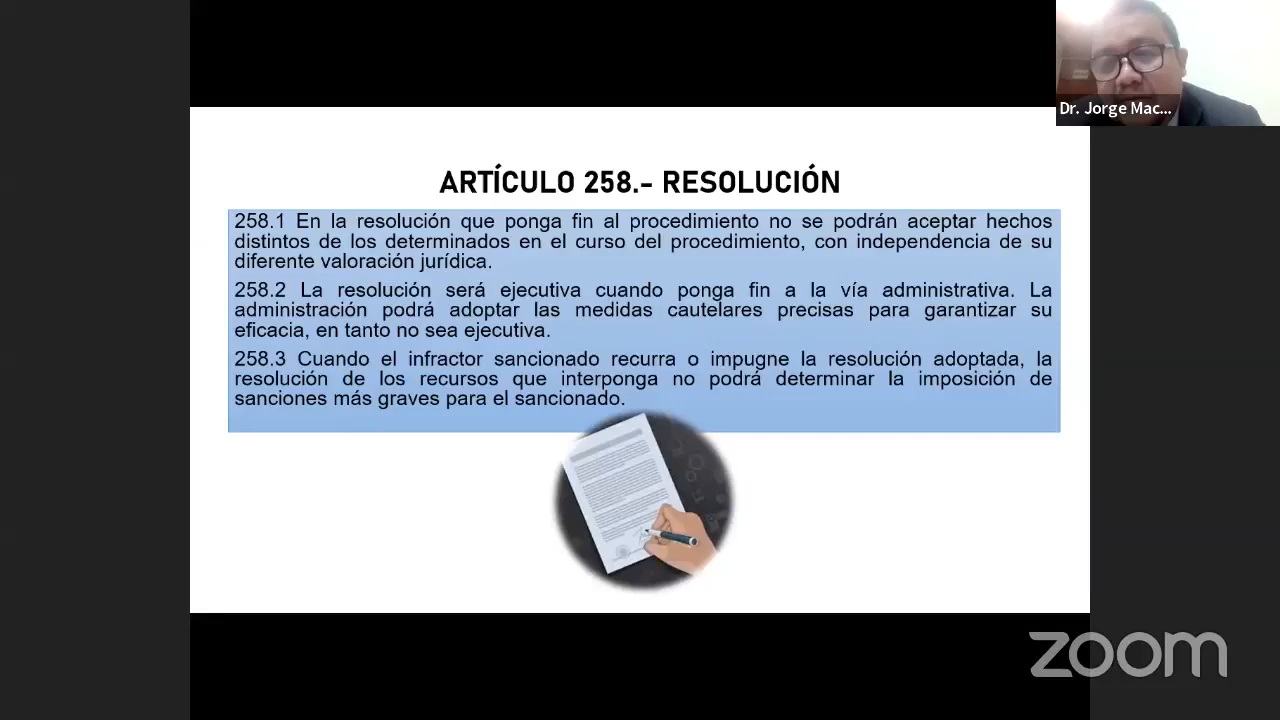 Dr. Jorge Mac...
ARTÍCULO 258.- RESOLUCIÓN
258.1 En la resolución que ponga fin al procedimiento no se podrán aceptar hechos
distintos de los determinados en el curso del procedimiento, con independencia de su
diferente valoración jurídica.
258.2 La resolución será ejecutiva cuando ponga fin a la vía administrativa. La
administración podrá adoptar las medidas cautelares precisas para garantizar su
eficacia, en tanto no sea ejecutiva.
258.3 Cuando el infractor sancionado recurra o impugne la resolución adoptada, la
resolución de los recursos que interponga no podrá determinar la imposición de
sanciones más graves para el sancionado.
zoom